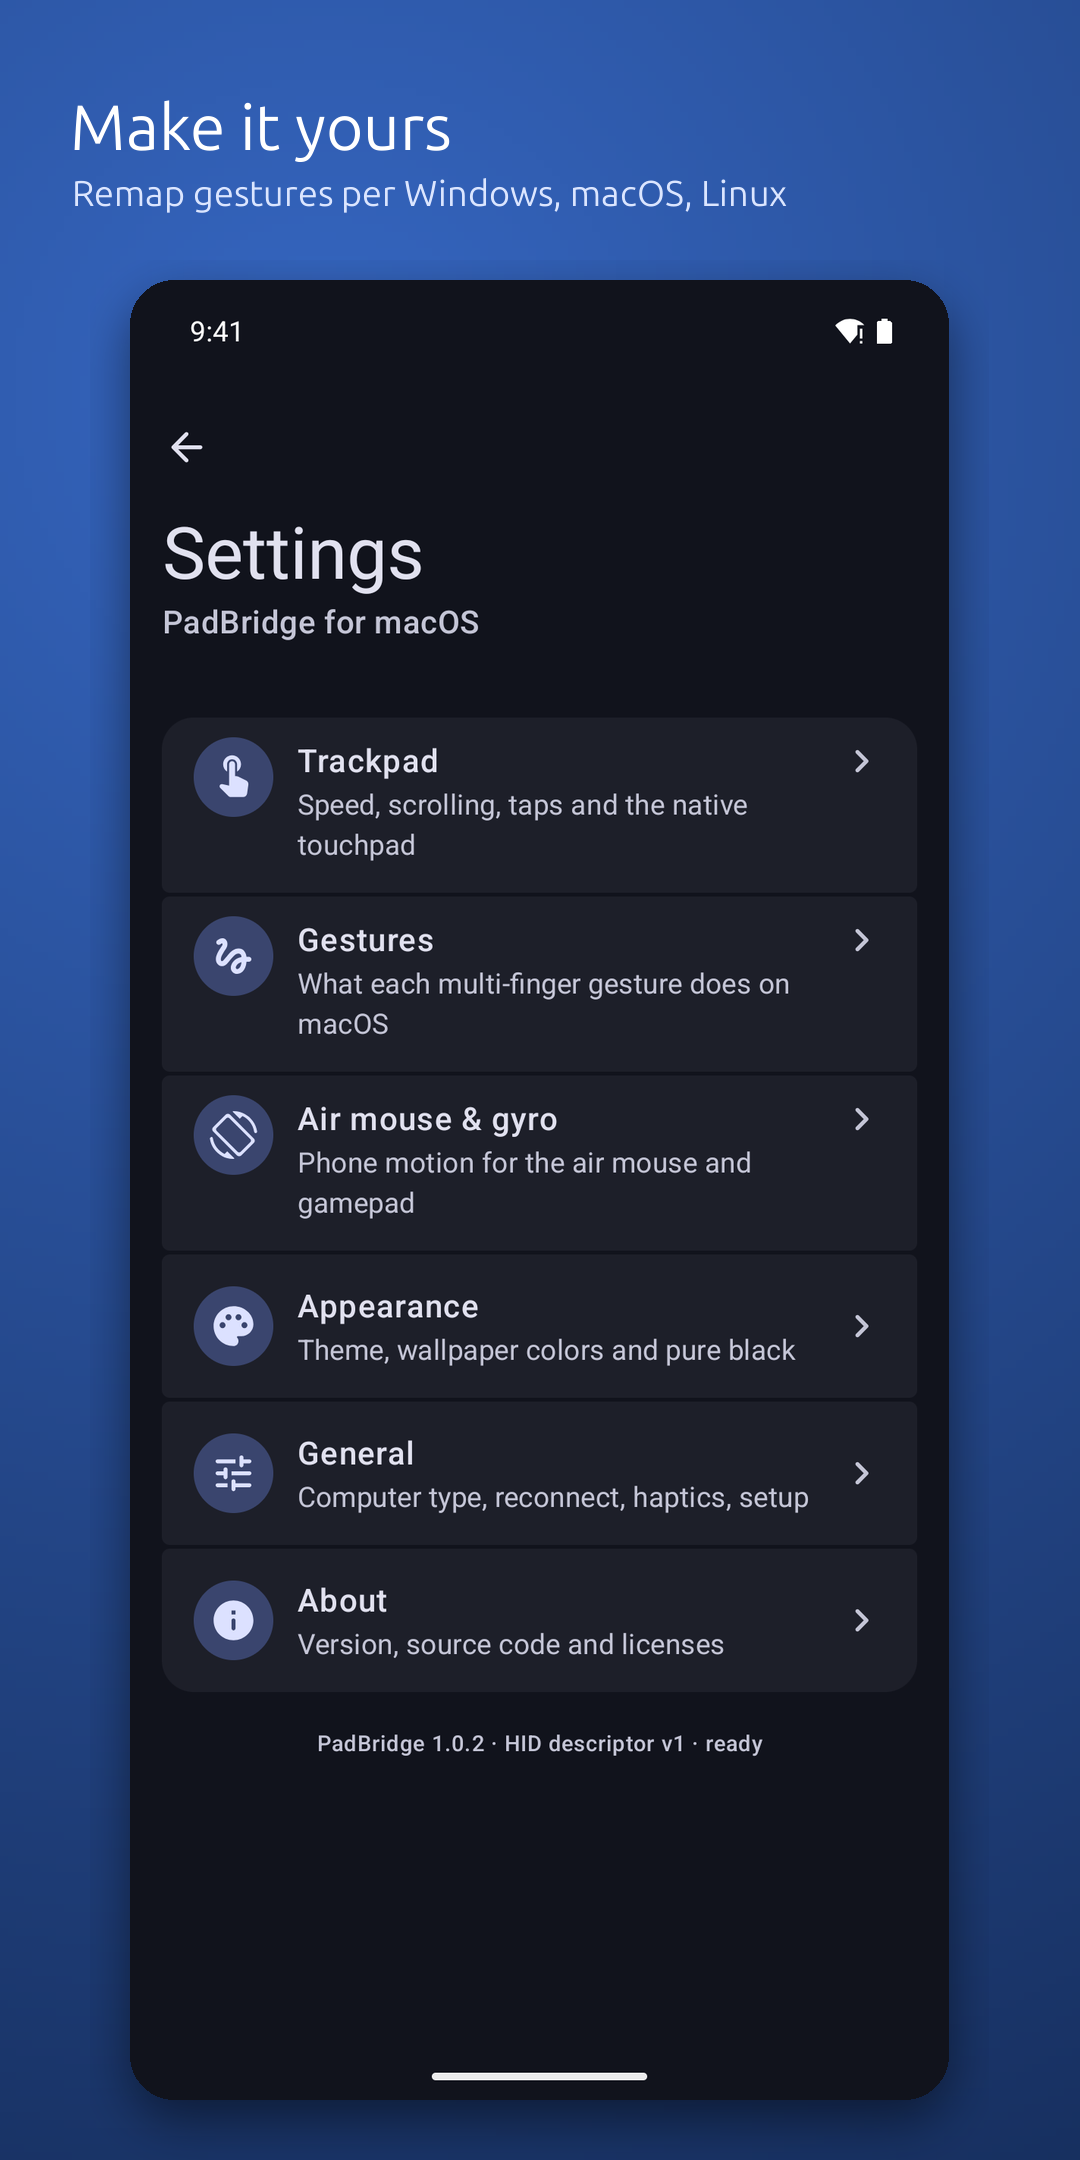 Make it yours
Remap gestures per Windows, macOS, Linux
9:41
Settings
PadBridge for macOS
Trackpad
Speed, scrolling, taps and the native
touchpad
Gestures
What each multi-finger gesture does on
macOS
Air mouse & gyro
Phone motion for the air mouse and
gamepad
Appearance
Theme, wallpaper colors and pure black
General
Computer type, reconnect, haptics, setup
About
Version, source code and licenses
PadBridge 1.0.2 · HID descriptor v1 · ready